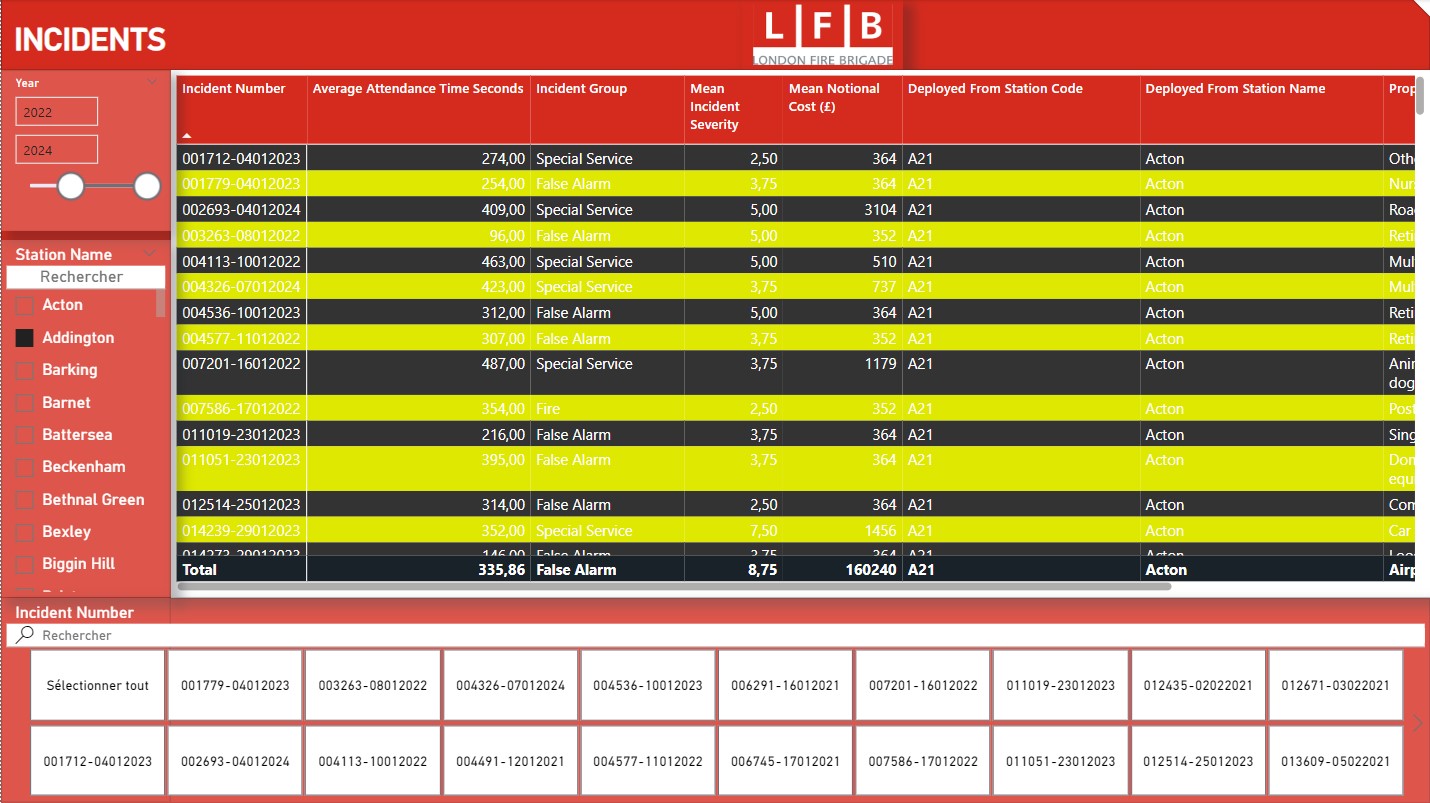 INCIDENTS
L F B
LONDON FIRE BRIGADE
Year
2022
2024
Station Name
Rechercher
Acton
Addington
Barking
Barnet
Battersea
Beckenham
Bethnal Green
Bexley
Biggin Hill
Incident Number Average Attendance Time Seconds Incident Group Mean Incident Severity Mean Notional Cost (£) Deployed From Station Code Deployed From Station Name Prop
001712-04012023 274,00 Special Service 2,50 364 A21 Acton Oth
001779-04012023 254,00 False Alarm 3,75 364 A21 Acton Nur
002693-04012024 409,00 Special Service 5,00 3104 A21 Acton Roa
003263-08012022 96,00 False Alarm 5,00 352 A21 Acton Reti
004113-10012022 463,00 Special Service 5,00 510 A21 Acton Mul
004326-07012024 423,00 Special Service 3,75 737 A21 Acton Mul
004536-10012023 312,00 False Alarm 5,00 364 A21 Acton Reti
004577-11012022 307,00 False Alarm 3,75 352 A21 Acton Reti
007201-16012022 487,00 Special Service 3,75 1179 A21 Acton Anin
dog
007586-17012022 354,00 Fire 2,50 352 A21 Acton Post
011019-23012023 216,00 False Alarm 3,75 364 A21 Acton Sing
011051-23012023 395,00 False Alarm 3,75 364 A21 Acton Don
equi
012514-25012023 314,00 False Alarm 2,50 364 A21 Acton Com
014239-29012023 352,00 Special Service 7,50 1456 A21 Acton Car
014273-29012023 146,00 False Alarm 3,75 364 A21 Acton
Total 335,86 False Alarm 8,75 160240 A21 Acton Airp
Incident Number
Rechercher
Sélectionner tout 001779-04012023 003263-08012022 004326-07012024 004536-10012023 006291-16012021 007201-16012022 011019-23012023 012435-02022021 012671-03022021
001712-04012023 002693-04012024 004113-10012022 004491-12012021 004577-11012022 006745-17012021 007586-17012022 011051-23012023 012514-25012023 013609-05022021